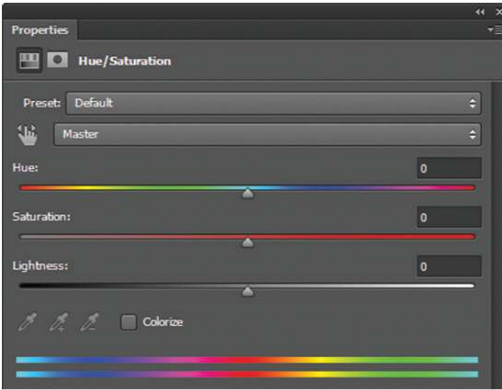 Properties
Hue/Saturation
Preset: Default
Master
Hue: 0
Saturation: 0
Lightness: 0
Colorize